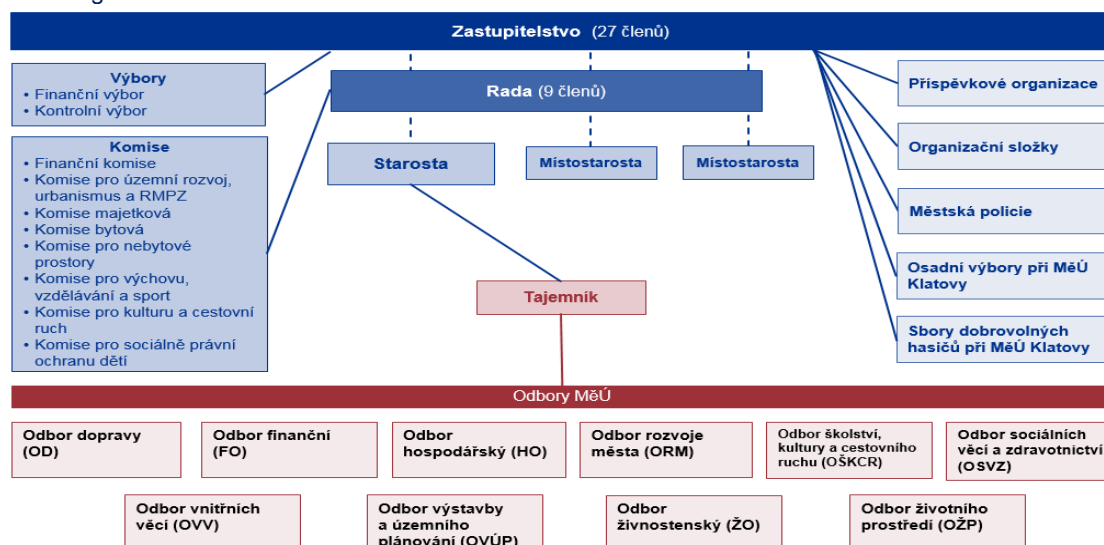 Zastupitelstvo (27 členů)
Výbory
• Finanční výbor
• Kontrolní výbor
Rada (9 členů)
Komise
• Finanční komise
• Komise pro územní rozvoj,
urbanismus a RMPZ
• Komise majetková
• Komise bytová
• Komise pro nebytové
prostory
• Komise pro výchovu,
vzdělávání a sport
• Komise pro kulturu a cestovní
ruch
• Komise pro sociálně právní
ochranu dětí
Starosta
Místostarosta
Místostarosta
Tajemník
Příspěvkové organizace
Organizační složky
Městská policie
Osadní výbory při MěÚ
Klatovy
Sbory dobrovolných
hasičů při MěÚ Klatovy
Odbory MěÚ
Odbor dopravy
(OD)
Odbor finanční
(FO)
Odbor
hospodářský (HO)
Odbor rozvoje
města (ORM)
Odbor školství,
kultury a cestovního
ruchu (OŠKCR)
Odbor sociálních
věcí a zdravotnictví
(OSVZ)
Odbor vnitřních
věcí (OVV)
Odbor výstavby
a územního
plánování (OVÚP)
Odbor
živnostenský (ŽO)
Odbor životního
prostředí (OŽP)